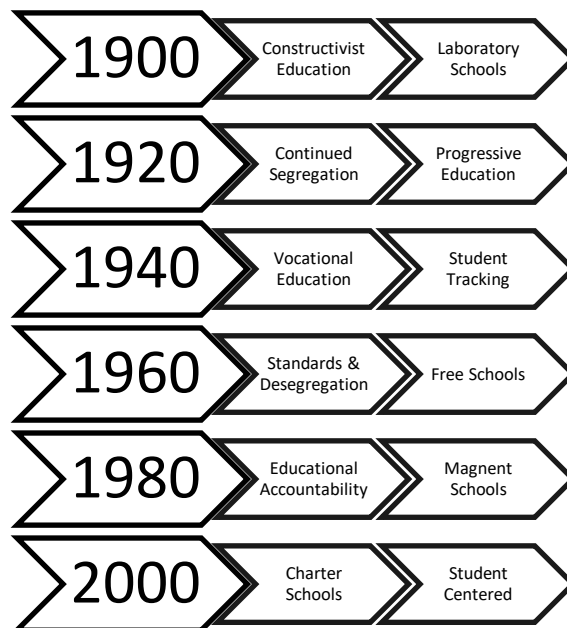 1900
Constructivist
Education
Laboratory
Schools
1920
Continued
Segregation
Progressive
Education
1940
Vocational
Education
Student
Tracking
1960
Standards &
Desegregation
Free Schools
1980
Educational
Accountability
Magnent
Schools
2000
Charter
Schools
Student
Centered